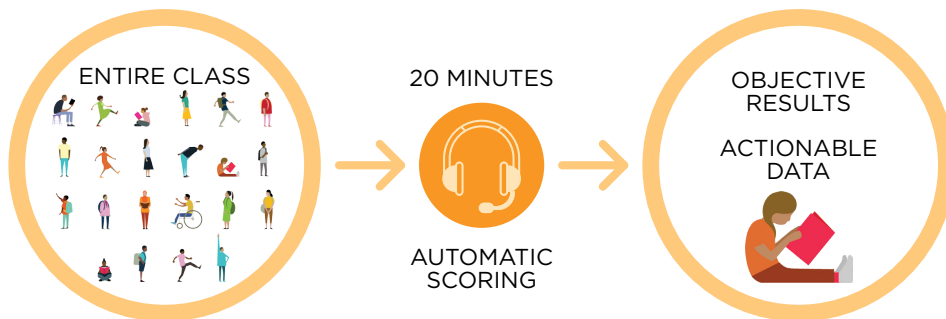 ENTIRE CLASS
20 MINUTES
AUTOMATIC
SCORING
OBJECTIVE
RESULTS
ACTIONABLE
DATA